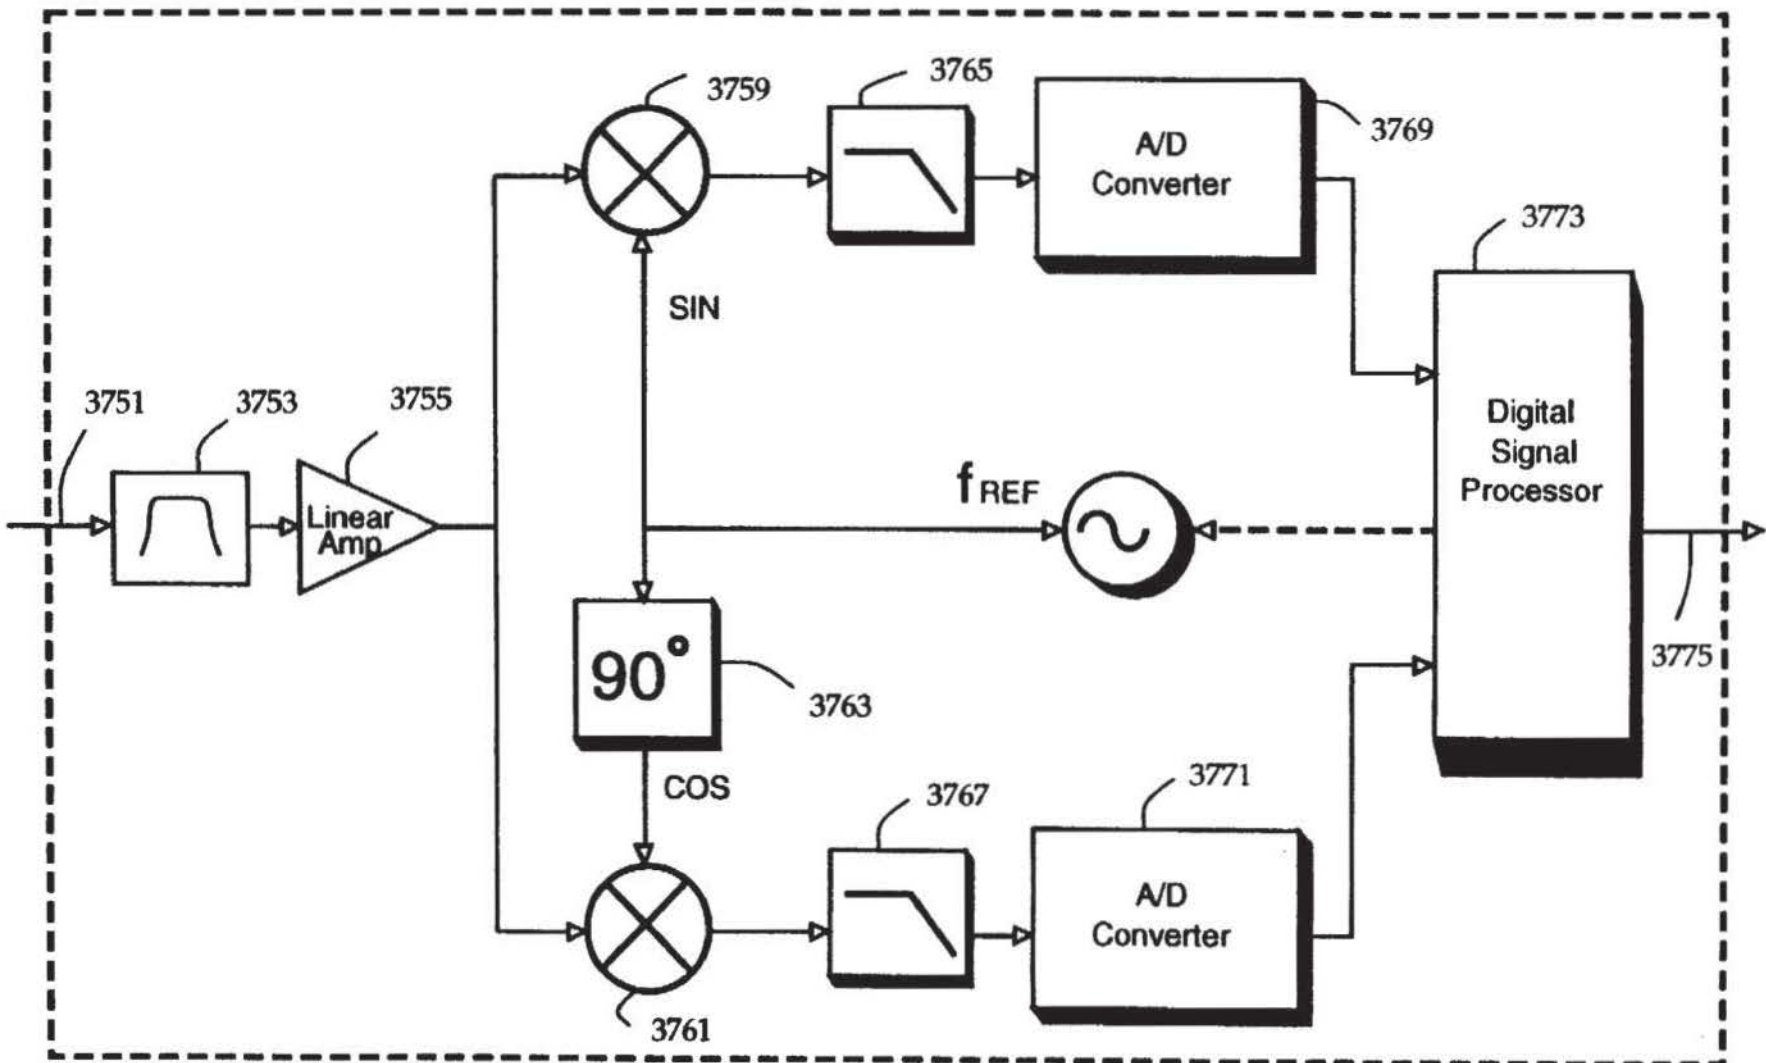 3759
3765
A/D
Converter
3769
3773
SIN
3751
3753
3755
Linear
Amp
fREF
Digital
Signal
Processor
90°
3763
3775
COS
3767
3771
A/D
Converter
3761